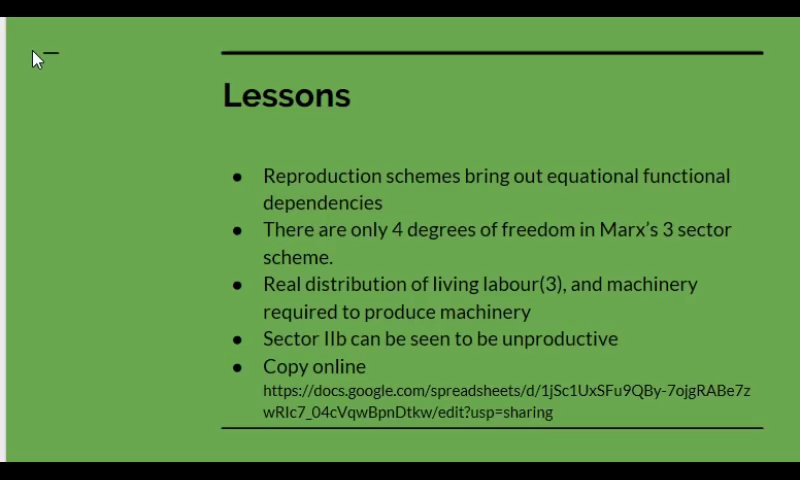 Lessons
● Reproduction schemes bring out equational functional
dependencies
● There are only 4 degrees of freedom in Marx's 3 sector
scheme.
● Real distribution of living labour(3), and machinery
required to produce machinery
● Sector IIb can be seen to be unproductive
● Copy online
https://docs.google.com/spreadsheets/d/1jSc1UxSFu9QBy-7ojgRABe7z
wRIc7_04cVqwBpnDtkw/edit?usp=sharing